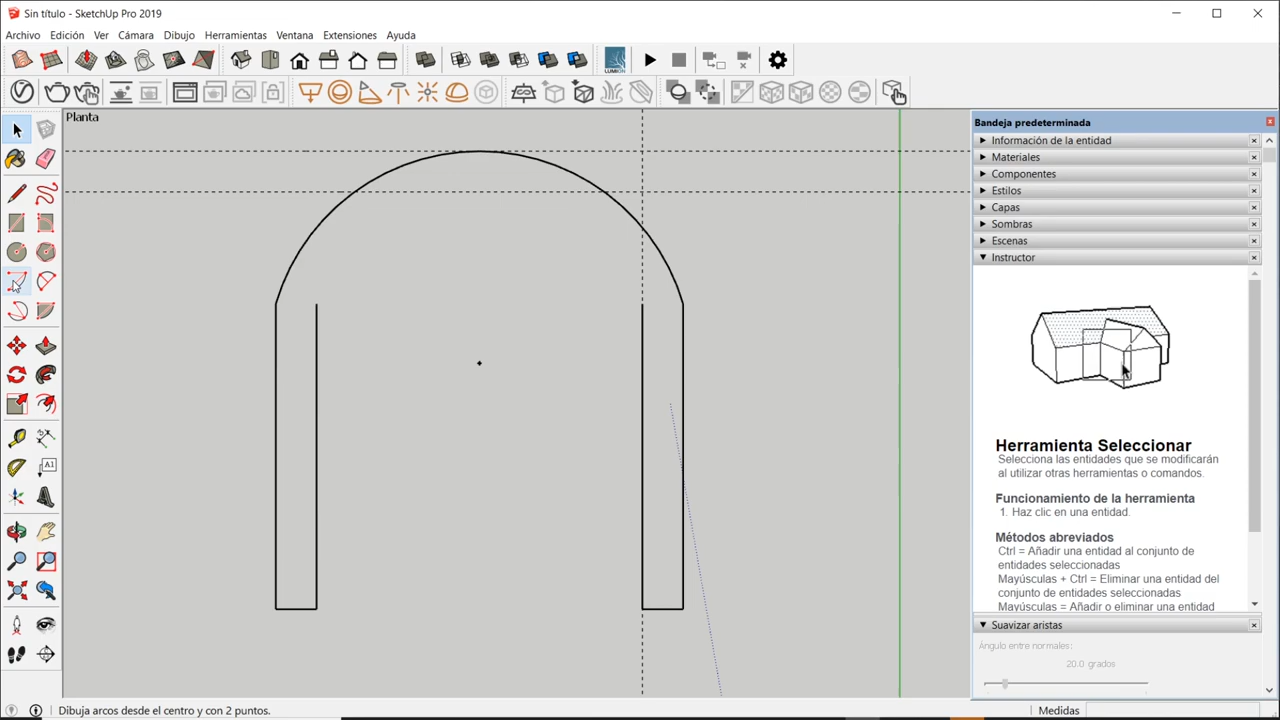 Sin título - SketchUp Pro 2019
Archivo Edición Ver Cámara Dibujo Herramientas Ventana Extensiones Ayuda
LUMION
Planta
Bandeja predeterminada
Información de la entidad
Materiales
Componentes
Estilos
Capas
Sombras
Escenas
Instructor
Herramienta Seleccionar
Selecciona las entidades que se modificarán
al utilizar otras herramientas o comandos.
Funcionamiento de la herramienta
1. Haz clic en una entidad.
Métodos abreviados
Ctrl = Añadir una entidad al conjunto de
entidades seleccionadas
Mayúsculas + Ctrl = Eliminar una entidad del
conjunto de entidades seleccionadas
Mayúsculas = Añadir o eliminar una entidad
Suavizar aristas
Ángulo entre normales:
20.0 grados
A1
Dibuja arcos desde el centro y con 2 puntos.
Medidas